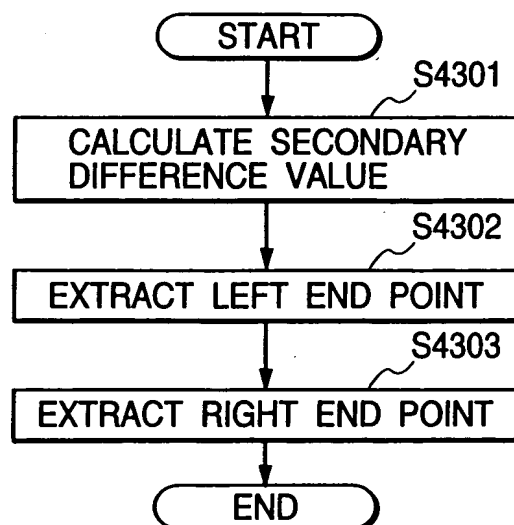 START
S4301
CALCULATE SECONDARY
DIFFERENCE VALUE
S4302
EXTRACT LEFT END POINT
S4303
EXTRACT RIGHT END POINT
END